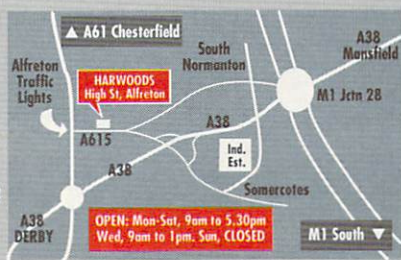 ▲ A61 Chesterfield
A38
Mansfield
South
Normanton
Alfreton
Traffic
Lights
HARWOODS
High St, Alfreton
M1 Jctn 28
A38
A615
Ind.
Est.
A38
Somercotes
A38
DERBY
OPEN: Mon-Sat, 9am to 5.30pm
Wed, 9am to 1pm. Sun, CLOSED
M1 South ▼